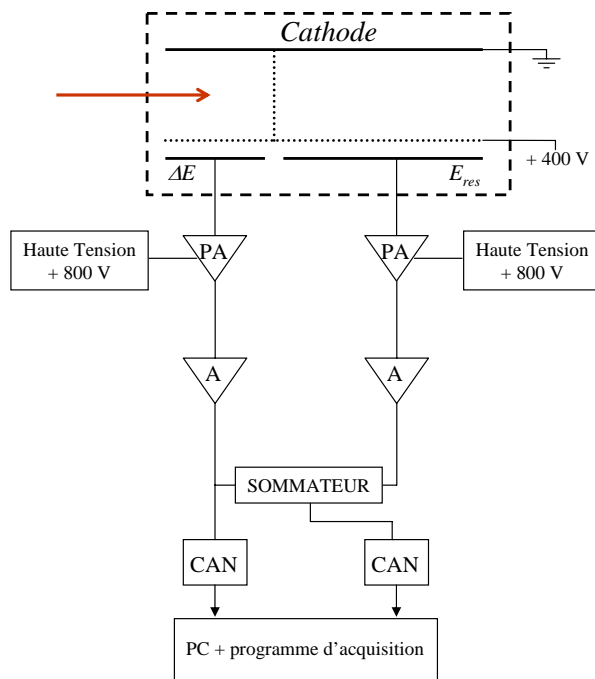 Cathode
+ 400 V
ΔE
E_res
Haute Tension
+ 800 V
PA
PA
Haute Tension
+ 800 V
A
A
SOMMATEUR
CAN
CAN
PC + programme d'acquisition